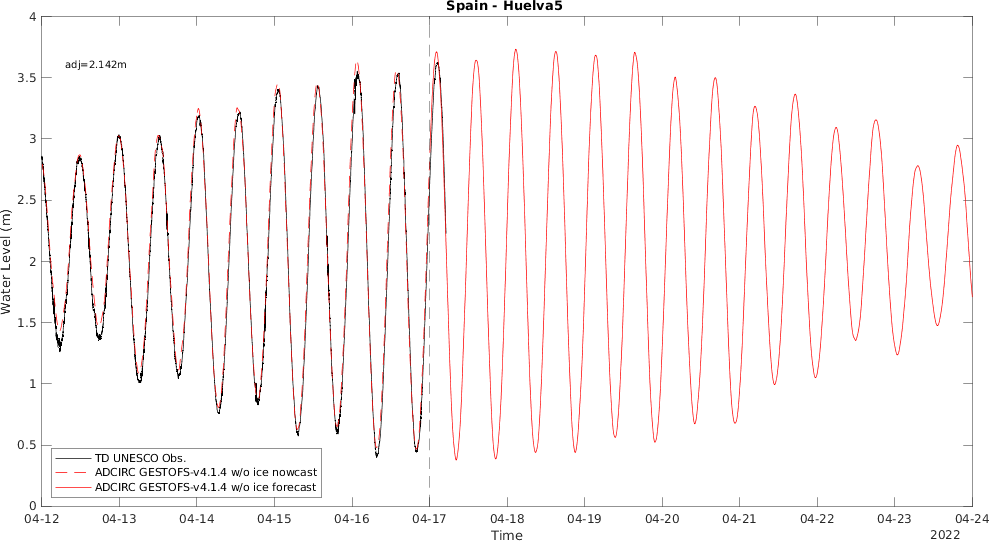 Spain - Huelva5
4
adj=2.142m
3.5
3
2.5
2
1.5
1
0.5
0
Water Level (m)
TD UNESCO Obs.
ADCIRC GESTOFS-v4.1.4 w/o ice nowcast
ADCIRC GESTOFS-v4.1.4 w/o ice forecast
04-12 04-13 04-14 04-15 04-16 04-17 04-18 04-19 04-20 04-21 04-22 04-23 04-24
Time
2022